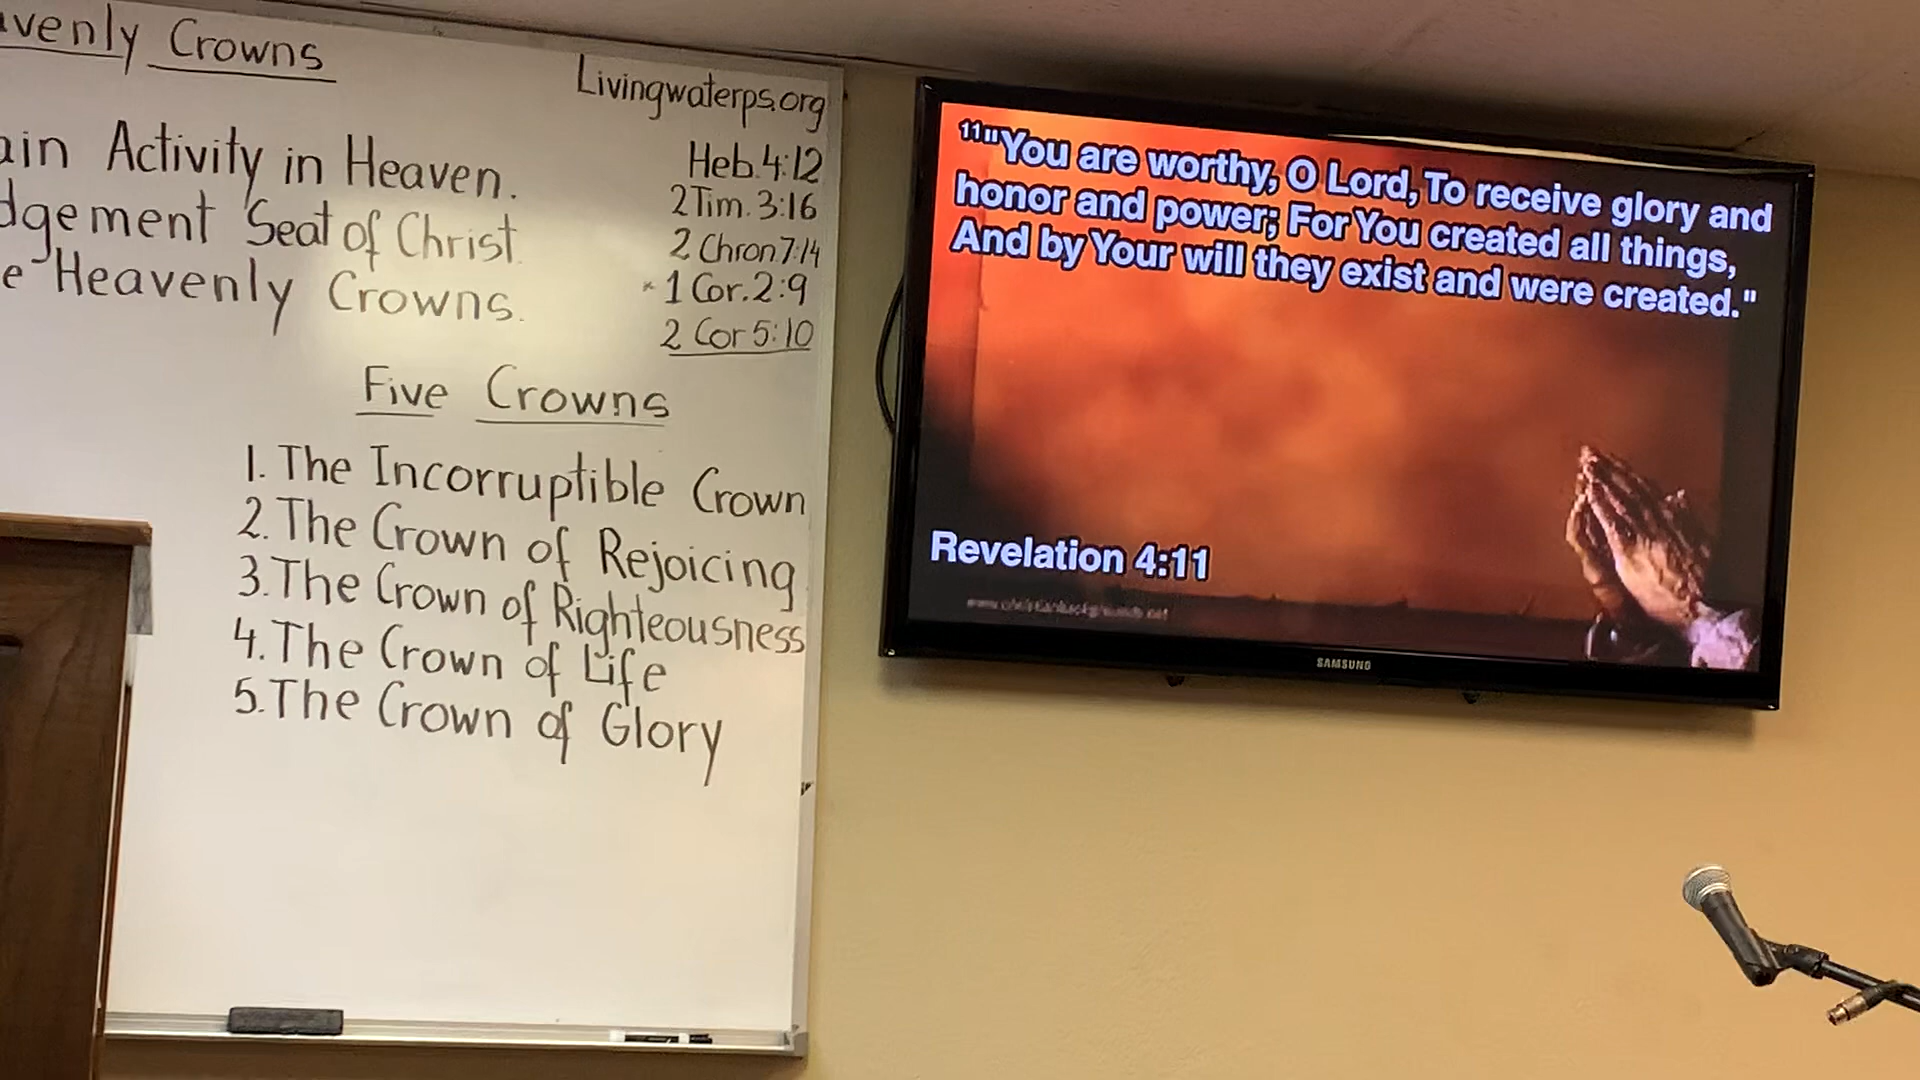 Crowns
Livingwaterps.org
Activity in Heaven.
Seat of Christ
Heavenly Crowns.
Heb. 4:12
2 Tim. 3:16
2 Chron 7:14
* 1 Cor. 2:9
2 Cor 5:10
Five Crowns
1. The Incorruptible Crown
2. The Crown of Rejoicing
3. The Crown of Righteousness
4. The Crown of Life
5. The Crown of Glory
11"You are worthy, O Lord, To receive glory and
honor and power; For You created all things,
And by Your will they exist and were created."
Revelation 4:11
SAMSUNG